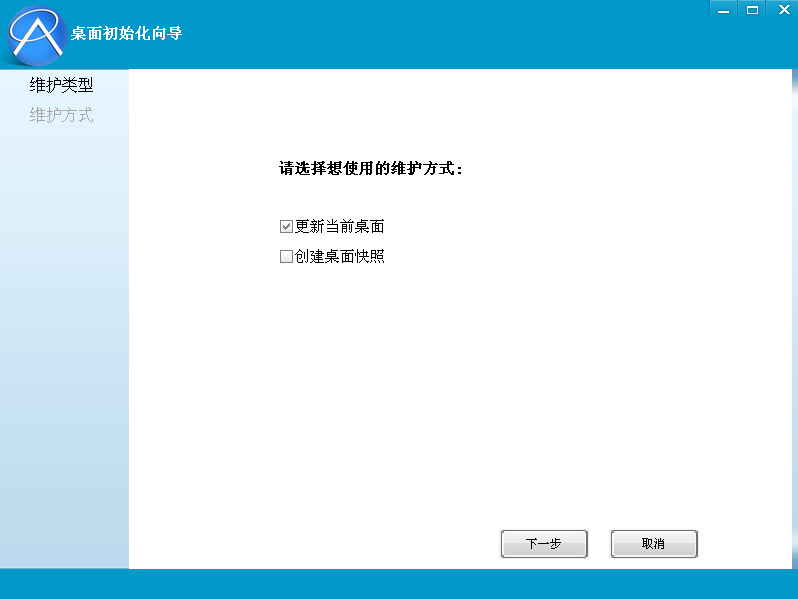 桌面初始化向导
维护类型
维护方式
请选择想使用的维护方式：
更新当前桌面
创建桌面快照
下一步
取消